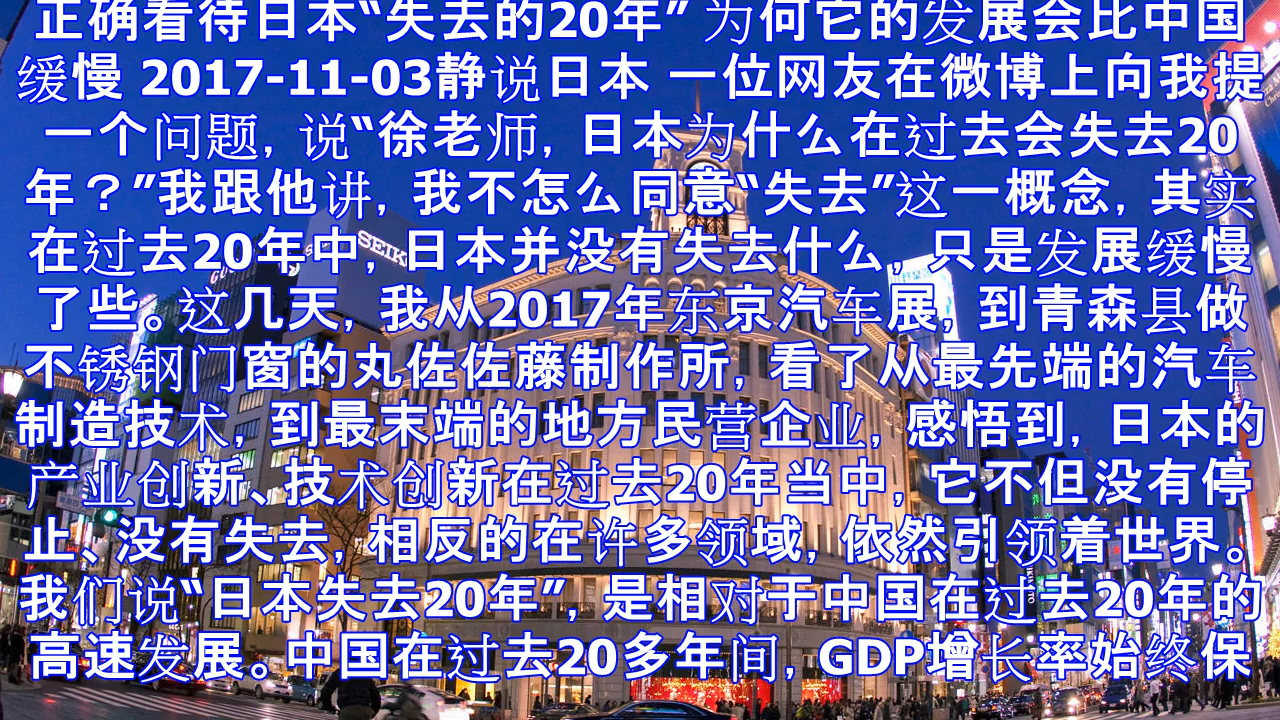 正确看待日本“失去的20年” 为何它的发展会比中国
缓慢 2017-11-03静说日本 一位网友在微博上向我提
一个问题, 说“徐老师, 日本为什么在过去会失去20
年？”我跟他讲, 我不怎么同意“失去”这一概念, 其实
在过去20年中, 日本并没有失去什么, 只是发展缓慢
了些。这几天, 我从2017年东京汽车展, 到青森县做
不锈钢门窗的丸佐佐藤制作所, 看了从最先端的汽车
制造技术, 到最末端的地方民营企业, 感悟到, 日本的
产业创新、技术创新在过去20年当中, 它不但没有停
止、没有失去, 相反的在许多领域, 依然引领着世界。
我们说“日本失去20年”, 是相对于中国在过去20年的
高速发展。中国在过去20多年间, GDP增长率始终保
SEIKO